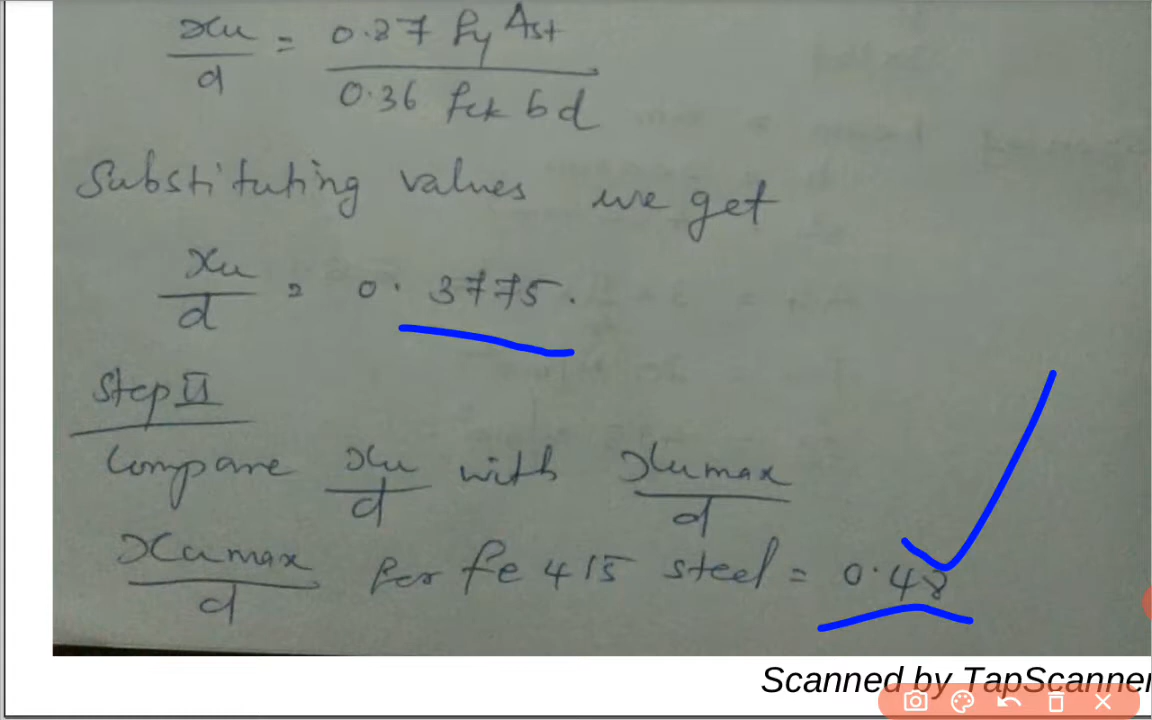 xu/d = 0.87 fy Ast / 0.36 fck b d
Substituting values we get
xu/d = 0.3775.
Step II
Compare xu/d with xumax/d
xumax/d for fe 415 steel = 0.48
Scanned by TapScanner